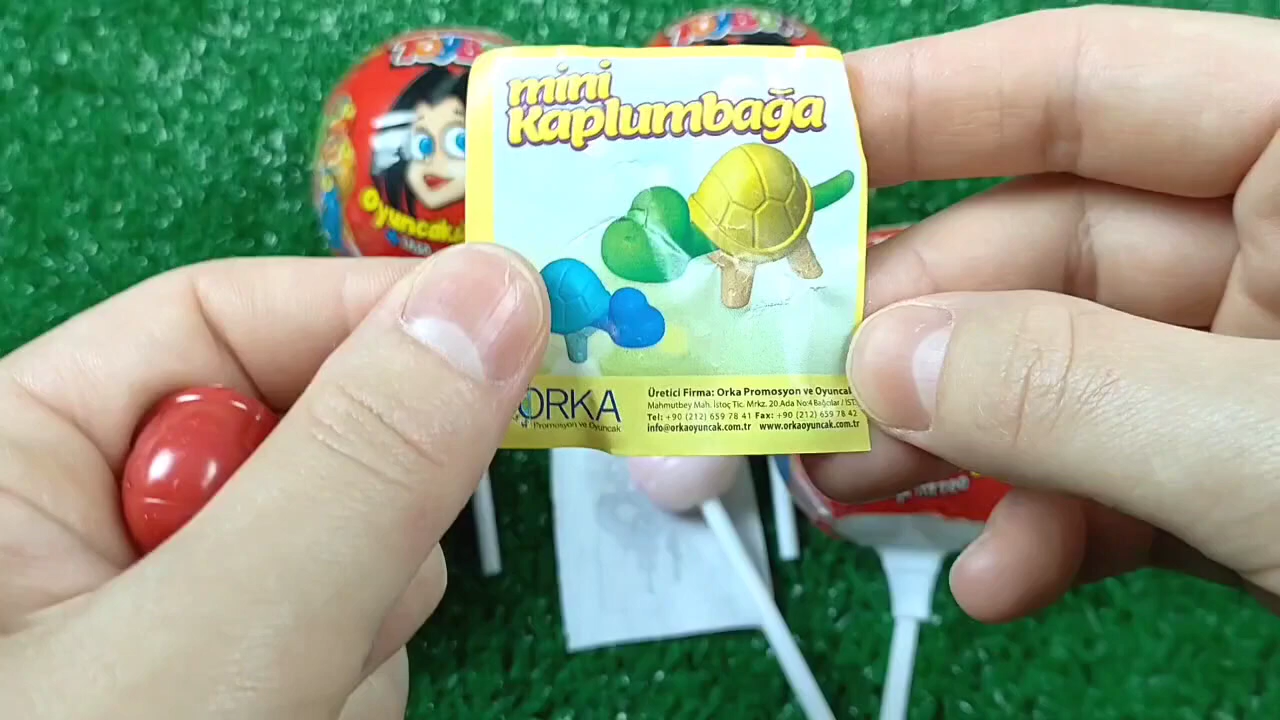 TOYBOX
mini
Kaplumbağa
Oyuncak
ORKA
Promosyon ve Oyuncak
Üretici Firma: Orka Promosyon ve Oyuncak
Mahmutbey Mah. İstoç Tic. Mrkz. 20.Ada No:4 Bağcılar / İST.
Tel: +90 (212) 659 78 41 Fax: +90 (212) 659 78 42
info@orkaoyuncak.com.tr www.orkaoyuncak.com.tr